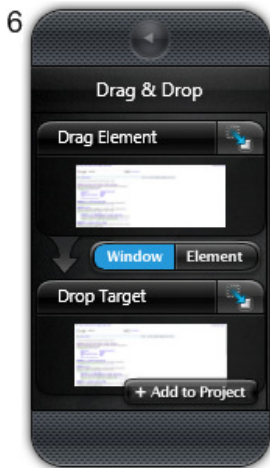 6
Drag & Drop
Drag Element
Window Element
Drop Target
+ Add to Project